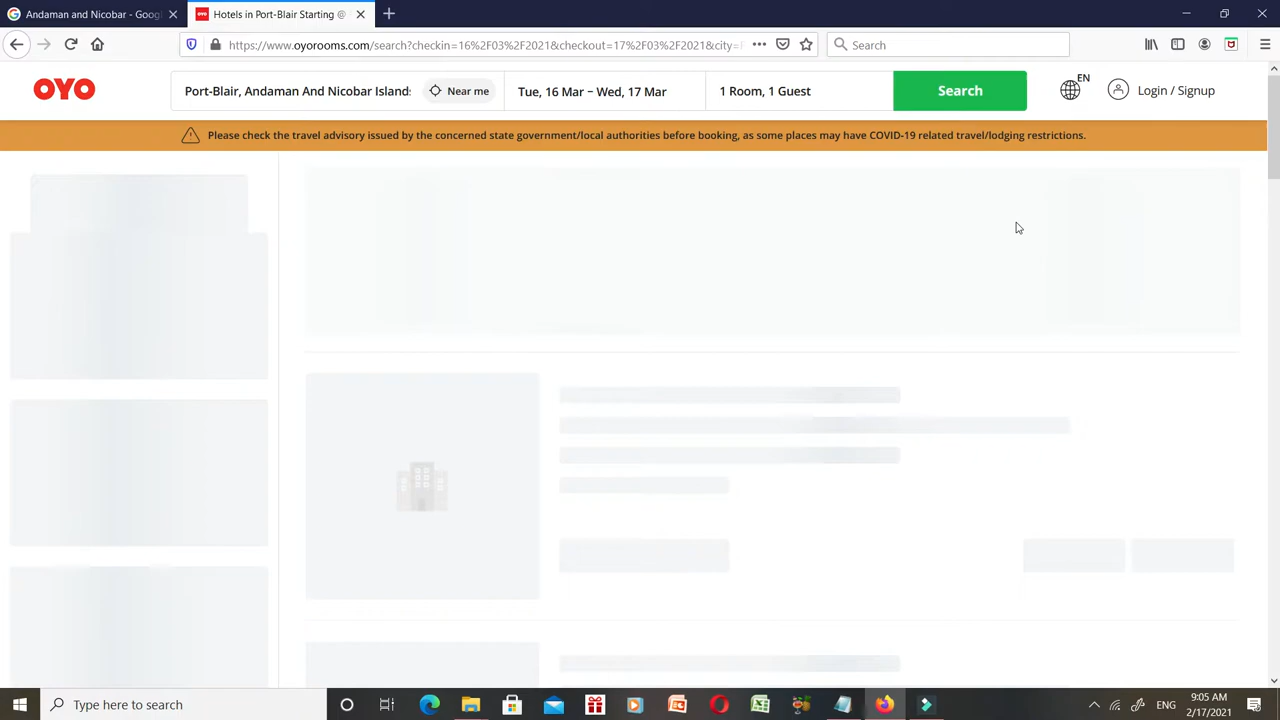 Andaman and Nicobar - Goog
Hotels in Port-Blair Starting @
https://www.oyorooms.com/search?checkin=16%2F03%2F2021&checkout=17%2F03%2F2021&city=
Search
OYO
Port-Blair, Andaman And Nicobar Islands
Near me
Tue, 16 Mar – Wed, 17 Mar
1 Room, 1 Guest
Search
EN
Login / Signup
Please check the travel advisory issued by the concerned state government/local authorities before booking, as some places may have COVID-19 related travel/lodging restrictions.
Type here to search
ENG
9:05 AM
2/17/2021